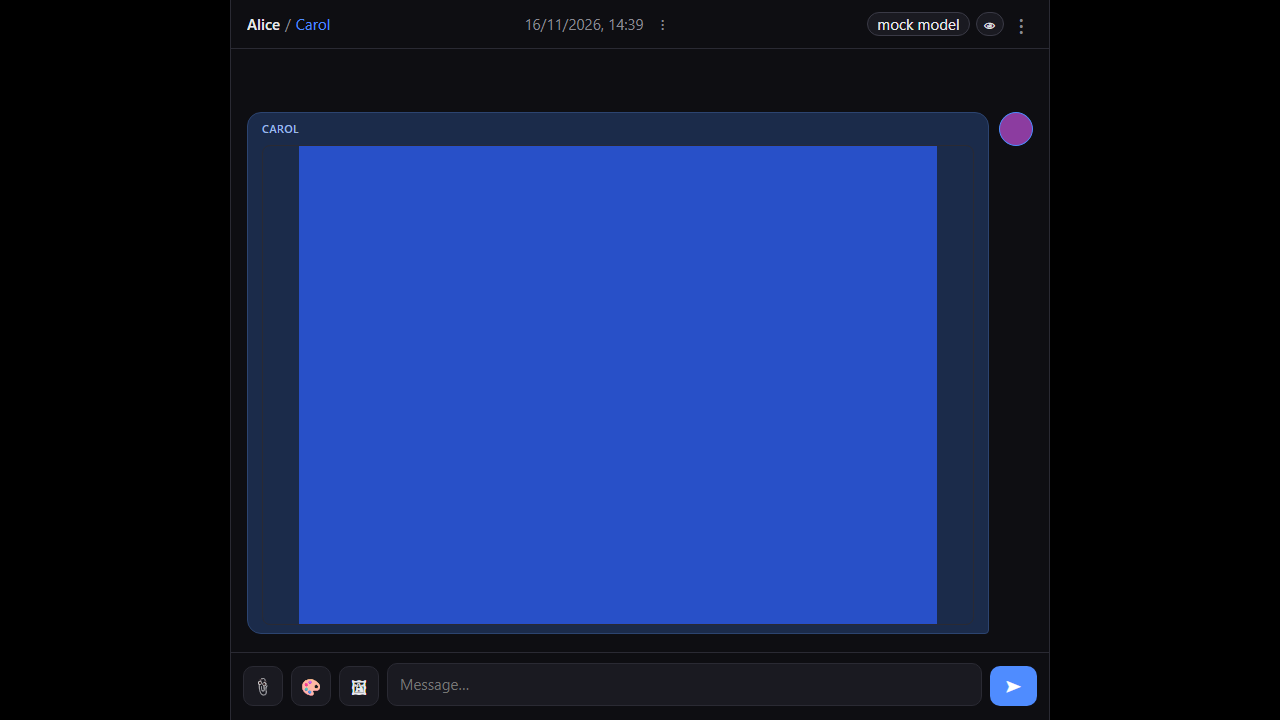 Alice / Carol
16/11/2026, 14:39
mock model
CAROL
Message...